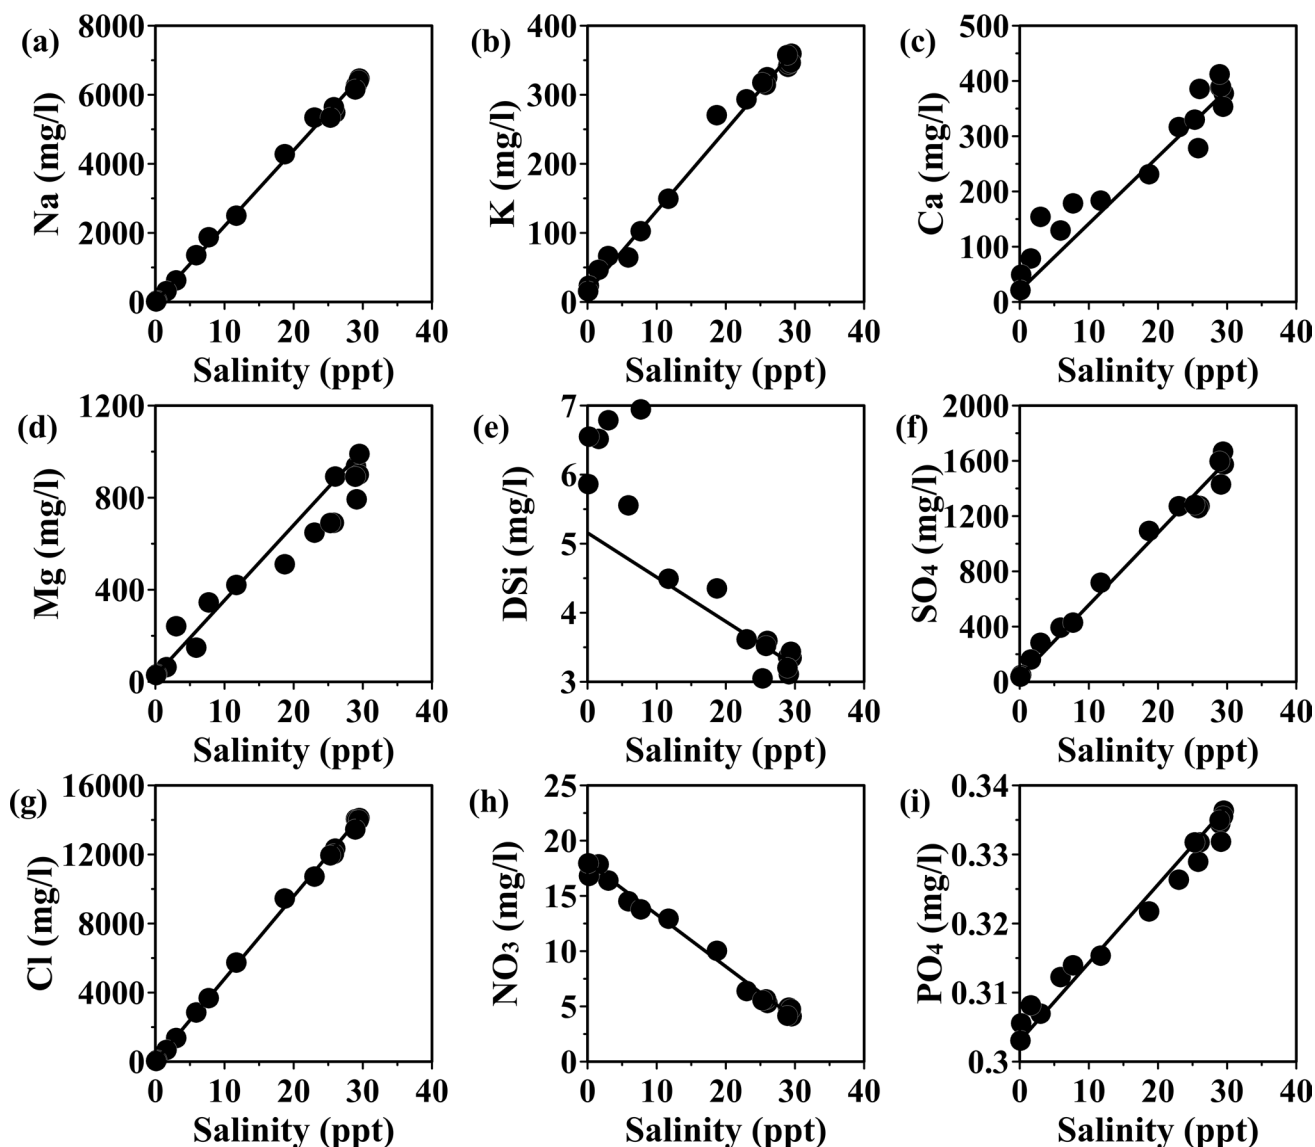 (a)
Na (mg/l)
8000
6000
4000
2000
0
0 10 20 30 40
Salinity (ppt)
(b)
K (mg/l)
400
300
200
100
0
0 10 20 30 40
Salinity (ppt)
(c)
Ca (mg/l)
500
400
300
200
100
0
0 10 20 30 40
Salinity (ppt)
(d)
Mg (mg/l)
1200
800
400
0
0 10 20 30 40
Salinity (ppt)
(e)
DSi (mg/l)
7
6
5
4
3
0 10 20 30 40
Salinity (ppt)
(f)
SO₄ (mg/l)
2000
1600
1200
800
400
0
0 10 20 30 40
Salinity (ppt)
(g)
Cl (mg/l)
16000
12000
8000
4000
0
0 10 20 30 40
Salinity (ppt)
(h)
NO₃ (mg/l)
25
20
15
10
5
0
0 10 20 30 40
Salinity (ppt)
(i)
PO₄ (mg/l)
0.34
0.33
0.32
0.31
0.3
0 10 20 30 40
Salinity (ppt)